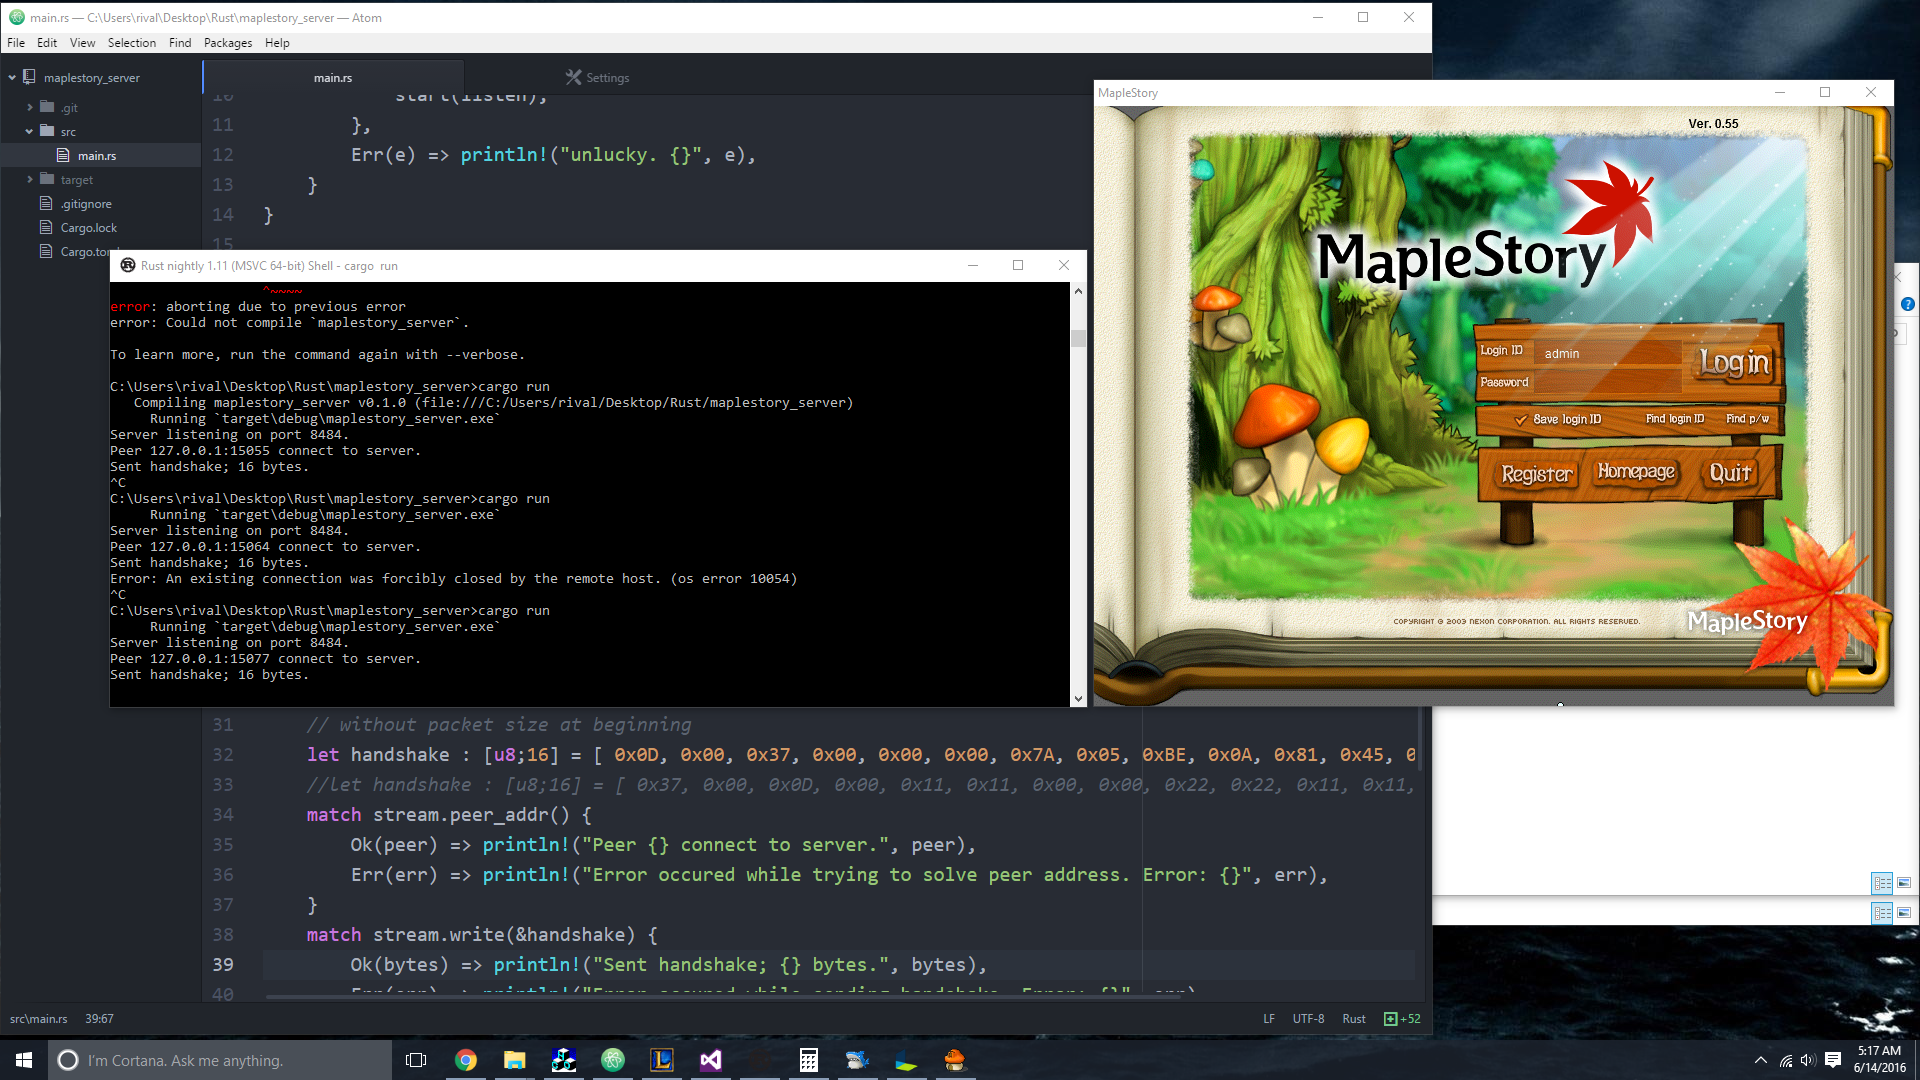 main.rs — C:\Users\rival\Desktop\Rust\maplestory_server — Atom
File Edit View Selection Find Packages Help
maplestory_server
.git
src
main.rs
target
.gitignore
Cargo.lock
Cargo.to
main.rs
Settings
10 start(listen);
11 },
12 Err(e) => println!("unlucky. {}", e),
13 }
14 }
15
Rust nightly 1.11 (MSVC 64-bit) Shell - cargo run
^~~~~
error: aborting due to previous error
error: Could not compile `maplestory_server`.
To learn more, run the command again with --verbose.
C:\Users\rival\Desktop\Rust\maplestory_server>cargo run
Compiling maplestory_server v0.1.0 (file:///C:/Users/rival/Desktop/Rust/maplestory_server)
Running `target\debug\maplestory_server.exe`
Server listening on port 8484.
Peer 127.0.0.1:15055 connect to server.
Sent handshake; 16 bytes.
^C
C:\Users\rival\Desktop\Rust\maplestory_server>cargo run
Running `target\debug\maplestory_server.exe`
Server listening on port 8484.
Peer 127.0.0.1:15064 connect to server.
Sent handshake; 16 bytes.
Error: An existing connection was forcibly closed by the remote host. (os error 10054)
^C
C:\Users\rival\Desktop\Rust\maplestory_server>cargo run
Running `target\debug\maplestory_server.exe`
Server listening on port 8484.
Peer 127.0.0.1:15077 connect to server.
Sent handshake; 16 bytes.
31 // without packet size at beginning
32 let handshake : [u8;16] = [ 0x0D, 0x00, 0x37, 0x00, 0x00, 0x00, 0x7A, 0x05, 0xBE, 0x0A, 0x81, 0x45, 0
33 //let handshake : [u8;16] = [ 0x37, 0x00, 0x0D, 0x00, 0x11, 0x11, 0x00, 0x00, 0x22, 0x22, 0x11, 0x11,
34 match stream.peer_addr() {
35 Ok(peer) => println!("Peer {} connect to server.", peer),
36 Err(err) => println!("Error occured while trying to solve peer address. Error: {}", err),
37 }
38 match stream.write(&handshake) {
39 Ok(bytes) => println!("Sent handshake; {} bytes.", bytes),
40 Err(err) => println!("Error occured while sending handshake. Error: {}", err)
src\main.rs 39:67
LF UTF-8 Rust +52
MapleStory
Ver. 0.55
MapleStory
Login ID admin
Password
Login
Save login ID Find login ID Find p/w
Register Homepage Quit
COPYRIGHT © 2003 NEXON CORPORATION. ALL RIGHTS RESERVED.
MapleStory
I'm Cortana. Ask me anything.
5:17 AM
6/14/2016